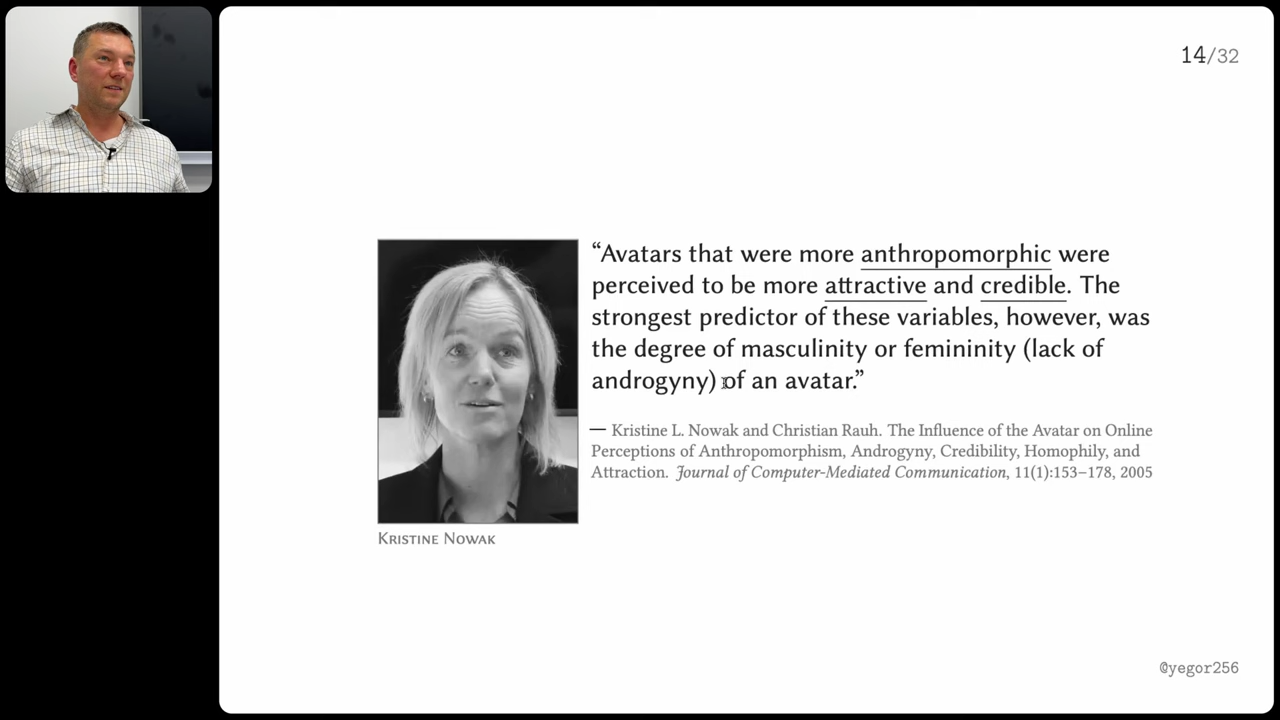 14/32
“Avatars that were more anthropomorphic were
perceived to be more attractive and credible. The
strongest predictor of these variables, however, was
the degree of masculinity or femininity (lack of
androgyny) of an avatar.”
— Kristine L. Nowak and Christian Rauh. The Influence of the Avatar on Online
Perceptions of Anthropomorphism, Androgyny, Credibility, Homophily, and
Attraction. Journal of Computer-Mediated Communication, 11(1):153–178, 2005
Kristine Nowak
@yegor256